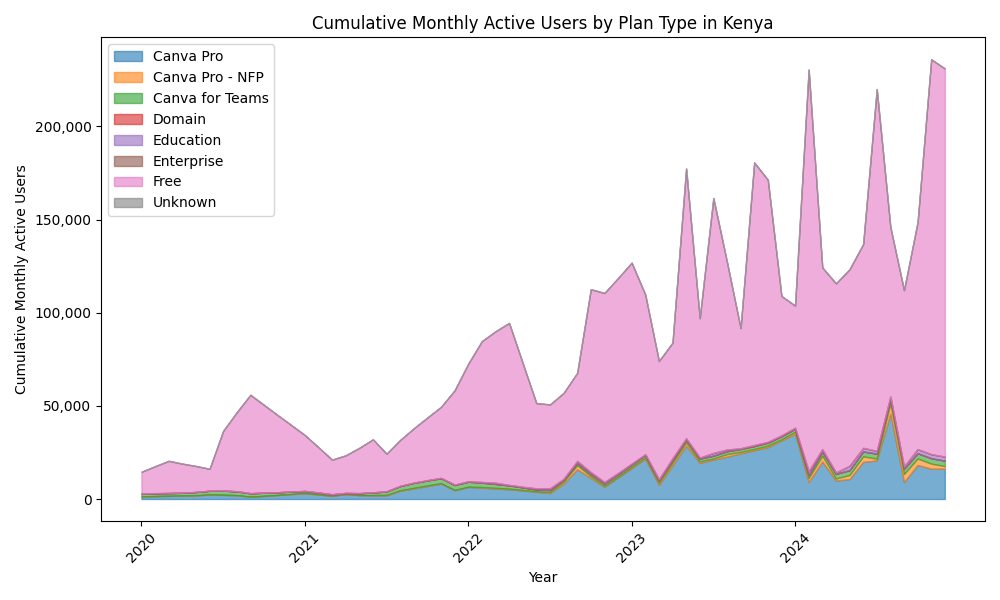 Cumulative Monthly Active Users by Plan Type in Kenya
Canva Pro
Canva Pro - NFP
Canva for Teams
Domain
Education
Enterprise
Free
Unknown
Cumulative Monthly Active Users
200,000
150,000
100,000
50,000
0
2020
2021
2022
2023
2024
Year